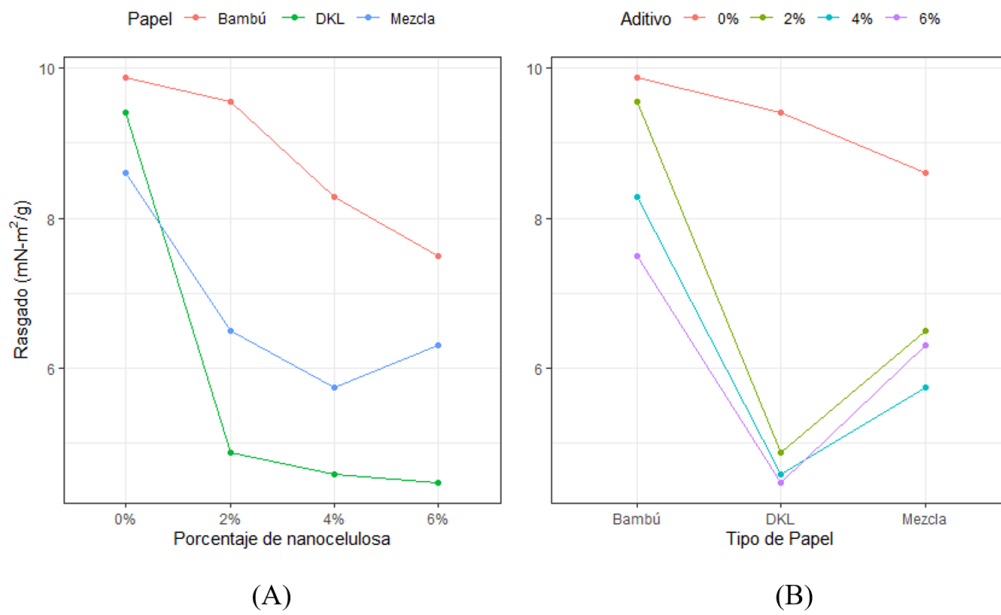 Papel Bambú DKL Mezcla
Aditivo 0% 2% 4% 6%
10
8
6
Rasgado (mN-m²/g)
0% 2% 4% 6%
Porcentaje de nanocelulosa
(A)
10
8
6
Bambú DKL Mezcla
Tipo de Papel
(B)